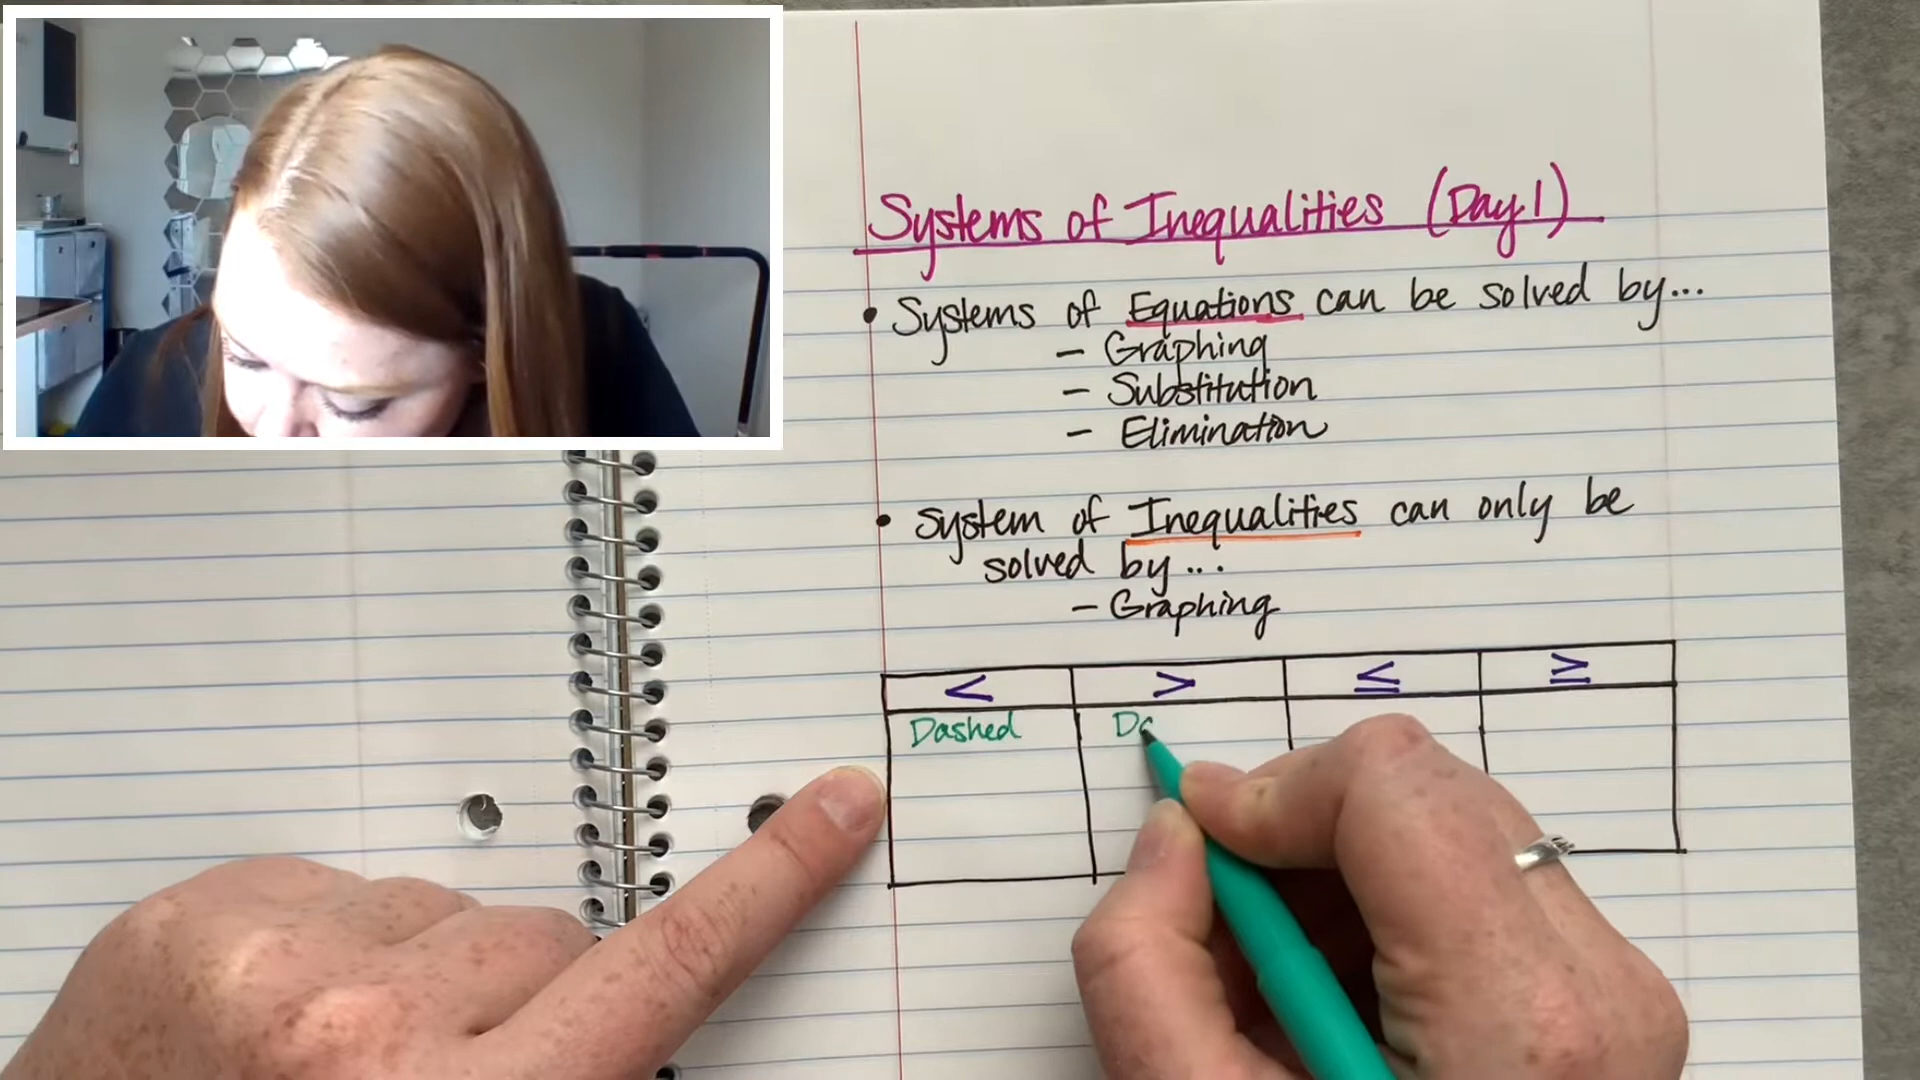 Systems of Inequalities (Day 1)
• Systems of Equations can be solved by...
- Graphing
- Substitution
- Elimination
• System of Inequalities can only be
solved by...
- Graphing
< > ≤ ≥
Dashed Da